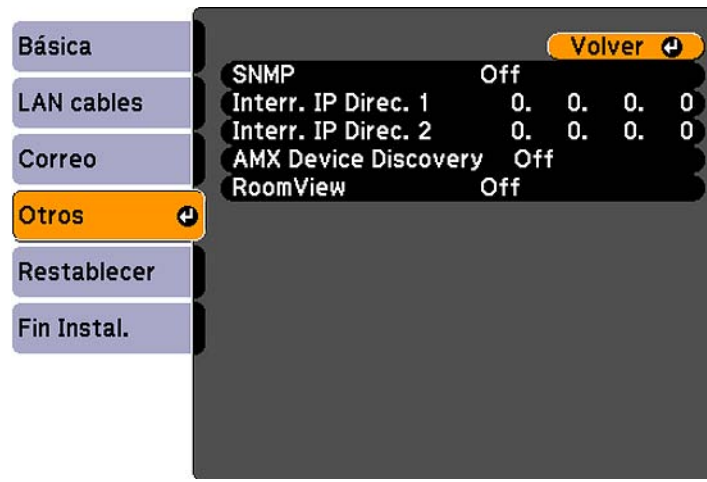 Básica
LAN cables
Correo
Otros
Restablecer
Fin Instal.
Volver
SNMP Off
Interr. IP Direc. 1 0. 0. 0. 0
Interr. IP Direc. 2 0. 0. 0. 0
AMX Device Discovery Off
RoomView Off